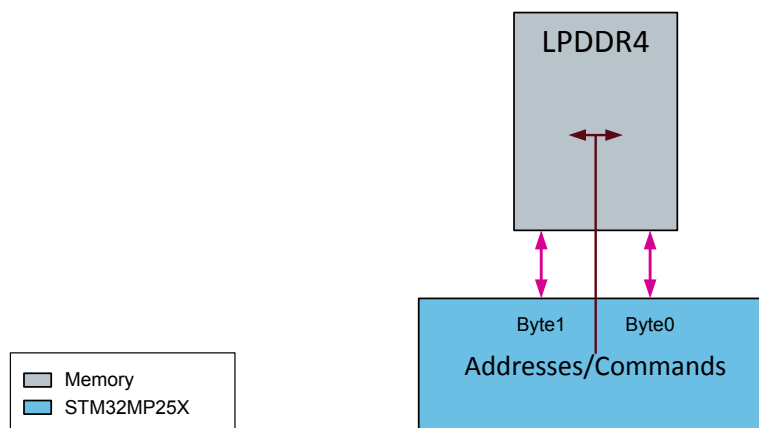 LPDDR4
Byte1
Byte0
Addresses/Commands
Memory
STM32MP25X